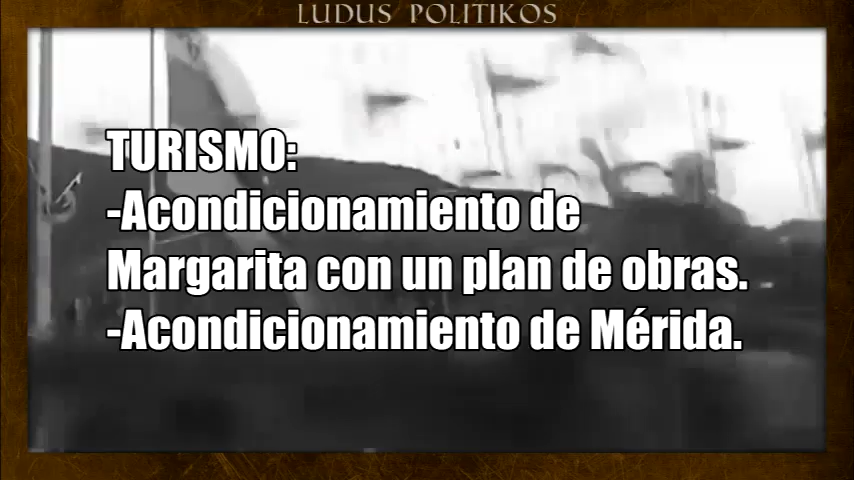 LUDUS POLITIKOS
TURISMO:
-Acondicionamiento de
Margarita con un plan de obras.
-Acondicionamiento de Mérida.